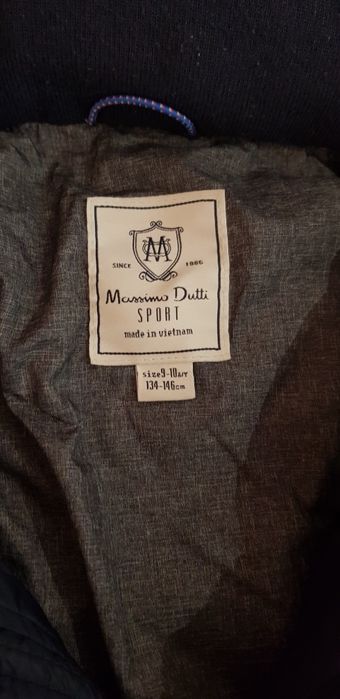 M
SINCE 1985
Massimo Dutti
SPORT
made in vietnam
size9-10A/Y
134-146cm